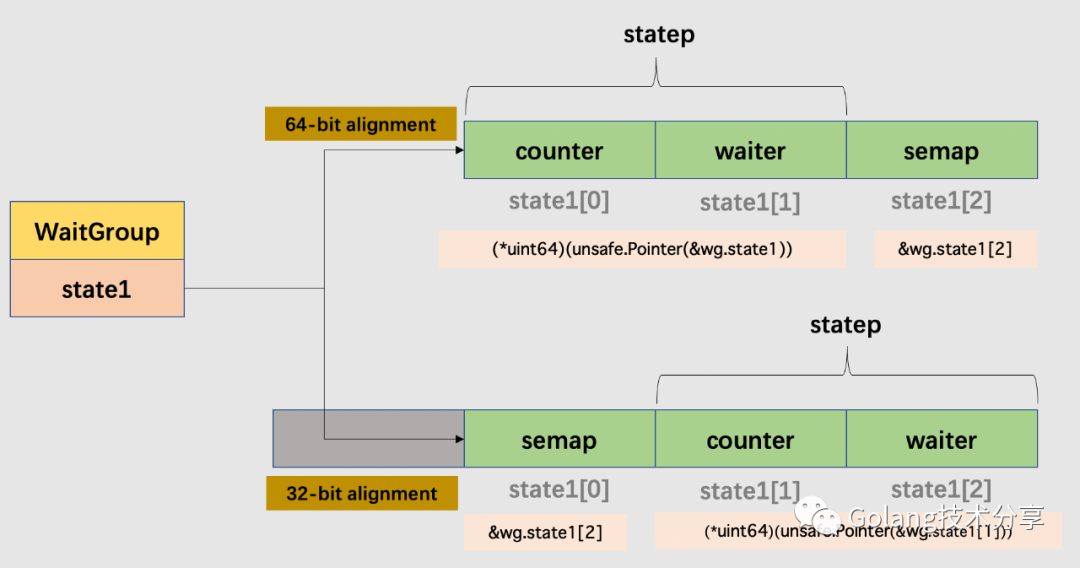 statep
64-bit alignment
counter waiter semap
state1[0] state1[1] state1[2]
WaitGroup
(*uint64)(unsafe.Pointer(&wg.state1)) &wg.state1[2]
state1
statep
semap counter waiter
32-bit alignment
state1[0] state1[1] state1[2]
&wg.state1[2] (*uint64)(unsafe.Pointer(&wg.state1[1]))
Golang技术分享